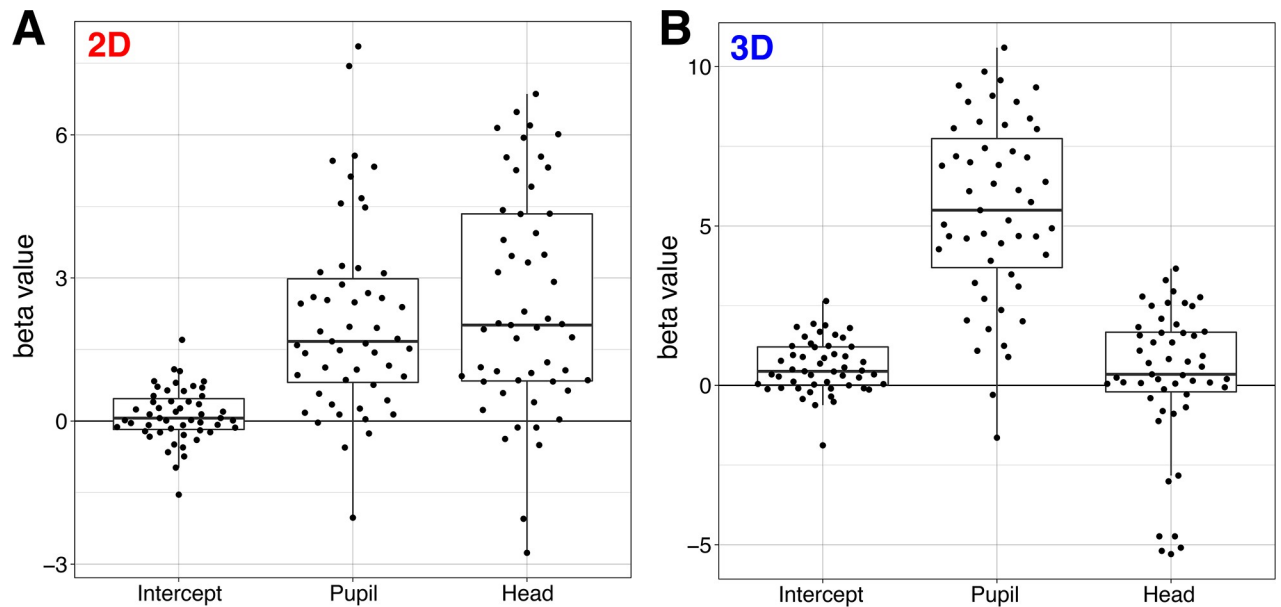 A
2D
beta value
6
3
0
−3
Intercept
Pupil
Head
B
3D
beta value
10
5
0
−5
Intercept
Pupil
Head